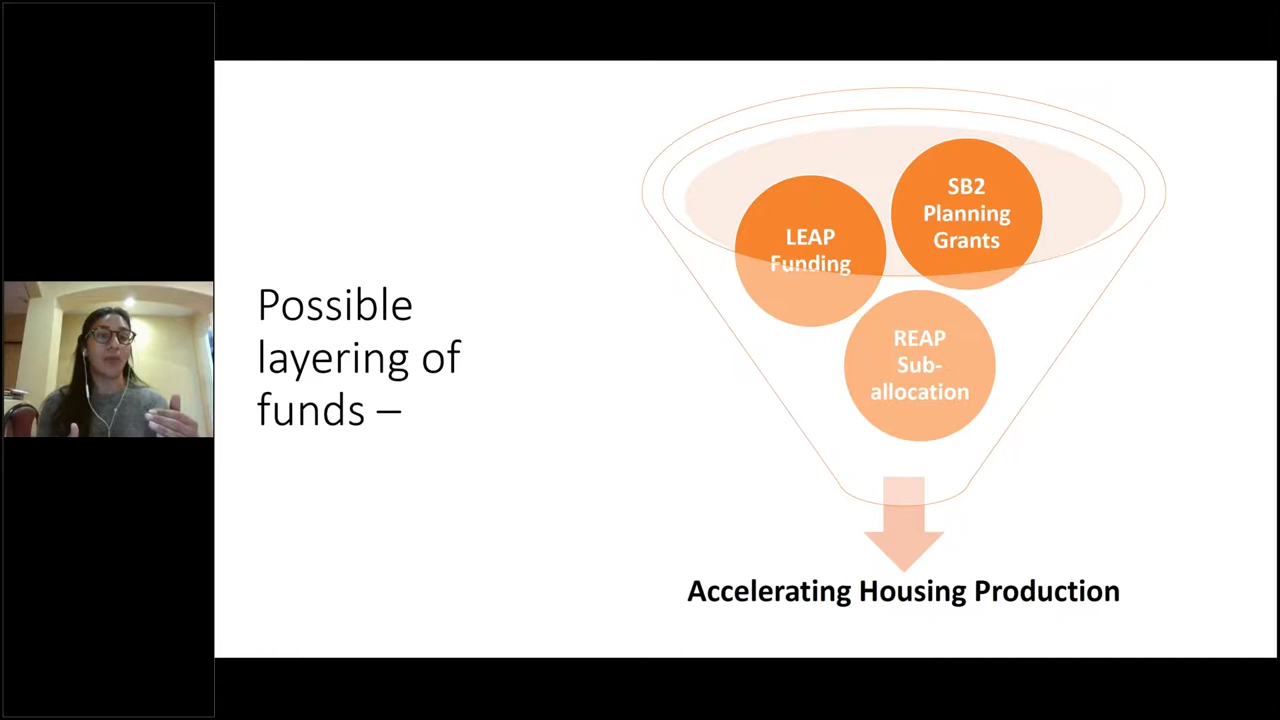 Possible
layering of
funds –
LEAP
Funding
SB2
Planning
Grants
REAP
Sub-
allocation
Accelerating Housing Production